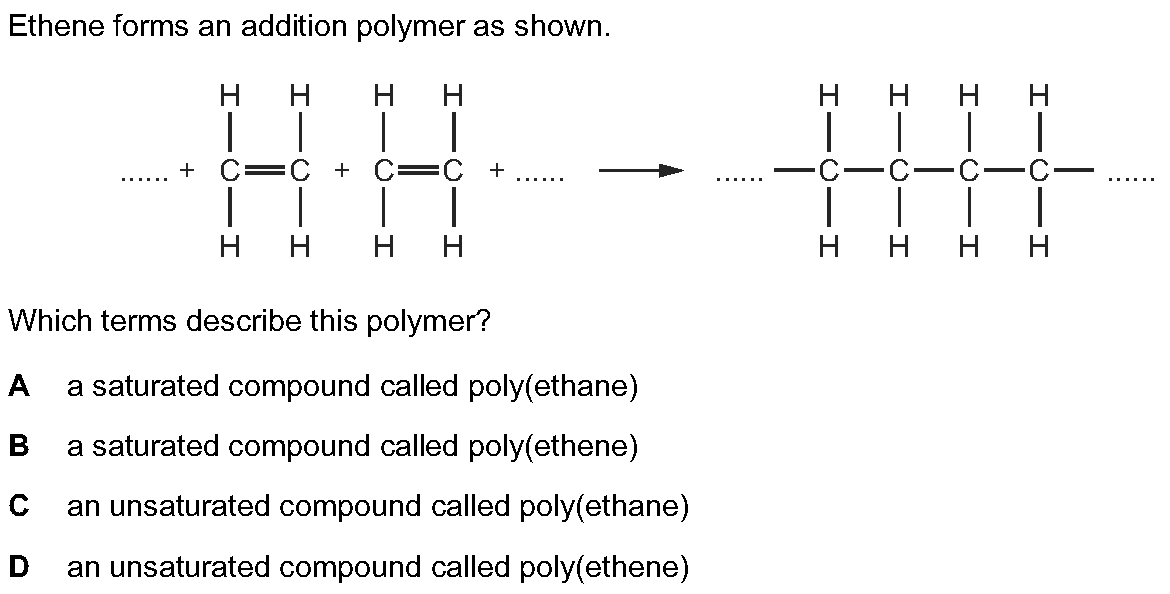 Ethene forms an addition polymer as shown.
H H H H H H H H
...... + C C + C C + ...... ...... C C C C ......
H H H H H H H H
Which terms describe this polymer?
A a saturated compound called poly(ethane)
B a saturated compound called poly(ethene)
C an unsaturated compound called poly(ethane)
D an unsaturated compound called poly(ethene)